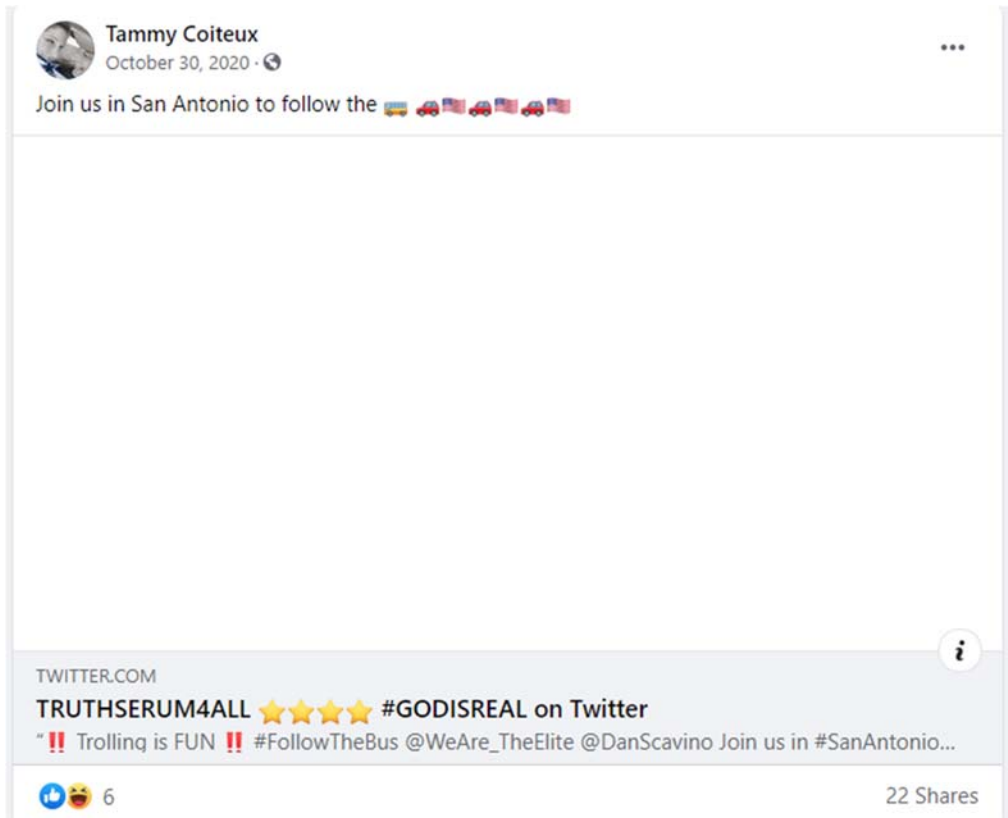 Tammy Coiteux
October 30, 2020 ·
Join us in San Antonio to follow the 🚌 🚗🇺🇸🚗🇺🇸🚗🇺🇸
TWITTER.COM
TRUTHSERUM4ALL ⭐⭐⭐⭐ #GODISREAL on Twitter
"‼️ Trolling is FUN ‼️ #FollowTheBus @WeAre_TheElite @DanScavino Join us in #SanAntonio...
6
22 Shares